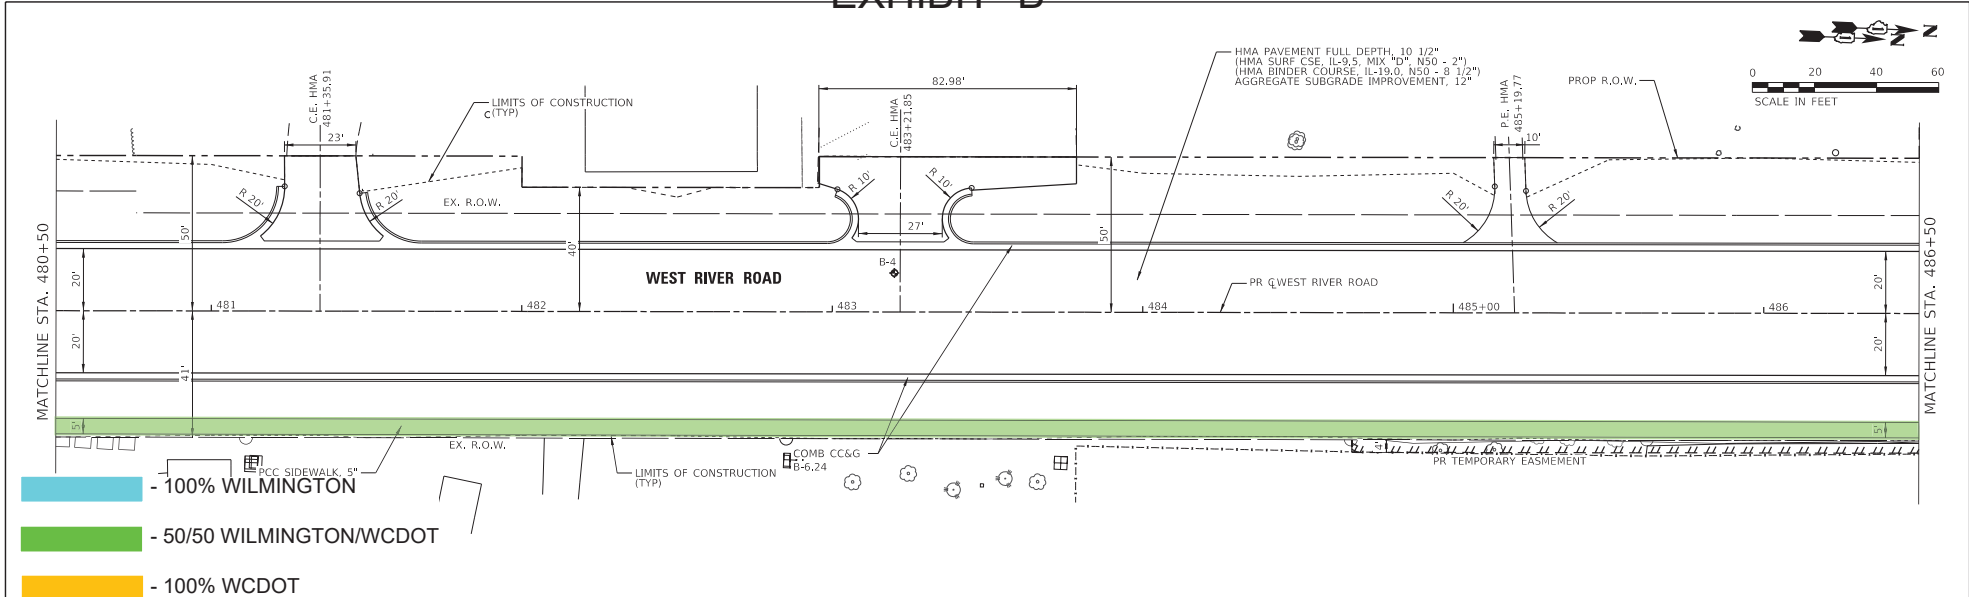 EXHIBIT "B"
HMA PAVEMENT FULL DEPTH, 10 1/2"
(HMA SURF CSE, IL-9.5, MIX "D", N50 - 2")
(HMA BINDER COURSE, IL-19.0, N50 - 8 1/2")
AGGREGATE SUBGRADE IMPROVEMENT, 12"
N
N
0 20 40 60
SCALE IN FEET
C.E. HMA
481+35.91
LIMITS OF CONSTRUCTION
(TYP)
82.98'
C.E. HMA
483+21.85
P.E. HMA
485+19.77
PROP R.O.W.
23'
10'
R 20'
R 20'
EX. R.O.W.
R 10'
R 10'
27'
R 20'
R 20'
MATCHLINE STA. 480+50
50'
40'
50'
20'
WEST RIVER ROAD
B-4
PR ℄ WEST RIVER ROAD
20'
MATCHLINE STA. 486+50
481
482
483
484
485+00
486
20'
41'
20'
5'
5'
EX. R.O.W.
PCC SIDEWALK, 5"
LIMITS OF CONSTRUCTION
(TYP)
COMB CC&G
B-6.24
4'
PR TEMPORARY EASMEMENT
- 100% WILMINGTON
- 50/50 WILMINGTON/WCDOT
- 100% WCDOT